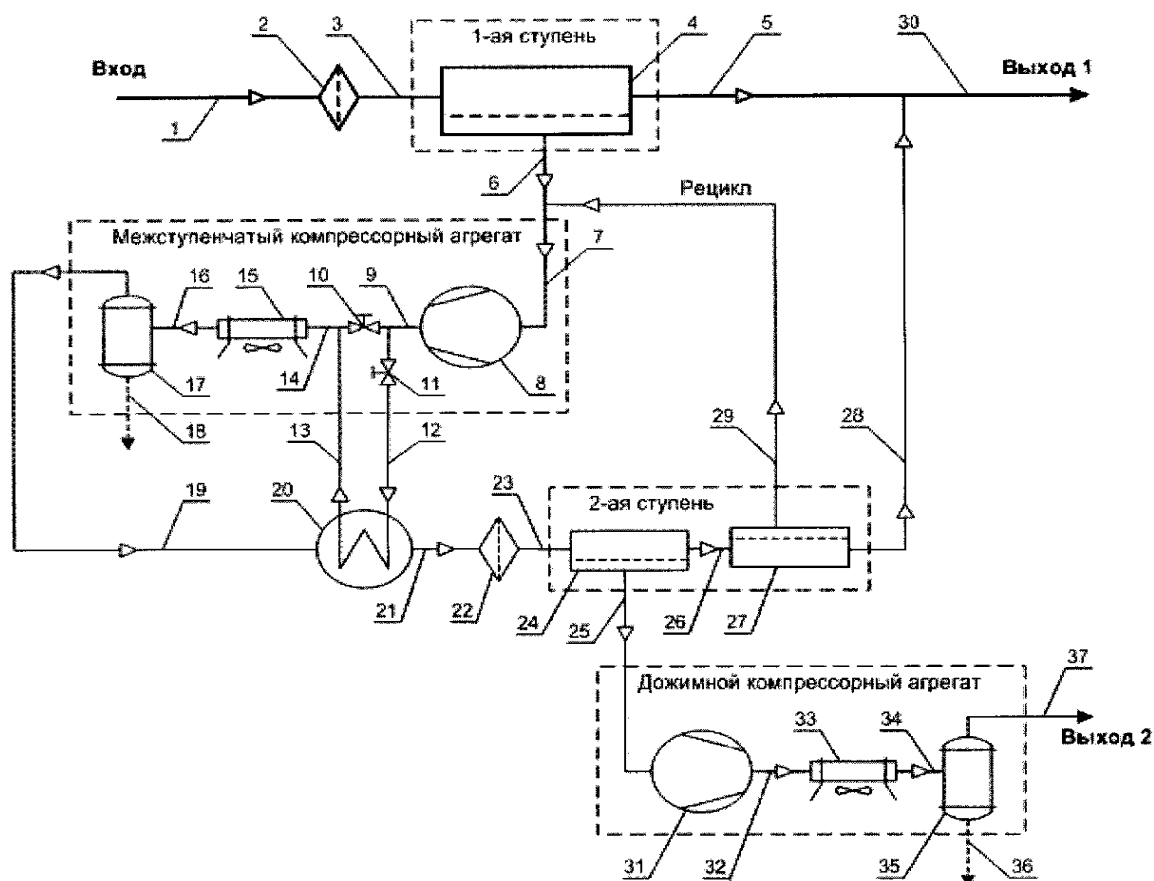 2 3 4 5 30
1-ая ступень
Вход
Выход 1
1
6
Рецикл
Межступенчатый компрессорный агрегат
7
16 15 10 9
14 11 8
17
18
13 12 29 28
19 20 23
2-ая ступень
21 22 24 25 26 27
37
Дожимной компрессорный агрегат
33 34
Выход 2
31 32 35 36